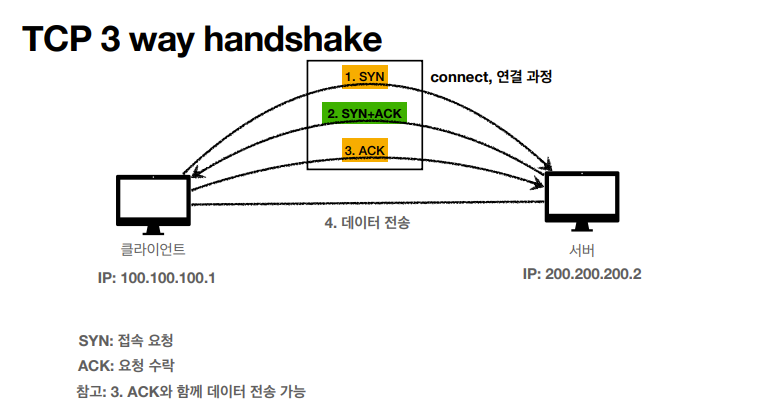 TCP 3 way handshake
1. SYN
connect, 연결 과정
2. SYN+ACK
3. ACK
4. 데이터 전송
클라이언트
서버
IP: 100.100.100.1
IP: 200.200.200.2
SYN: 접속 요청
ACK: 요청 수락
참고: 3. ACK와 함께 데이터 전송 가능